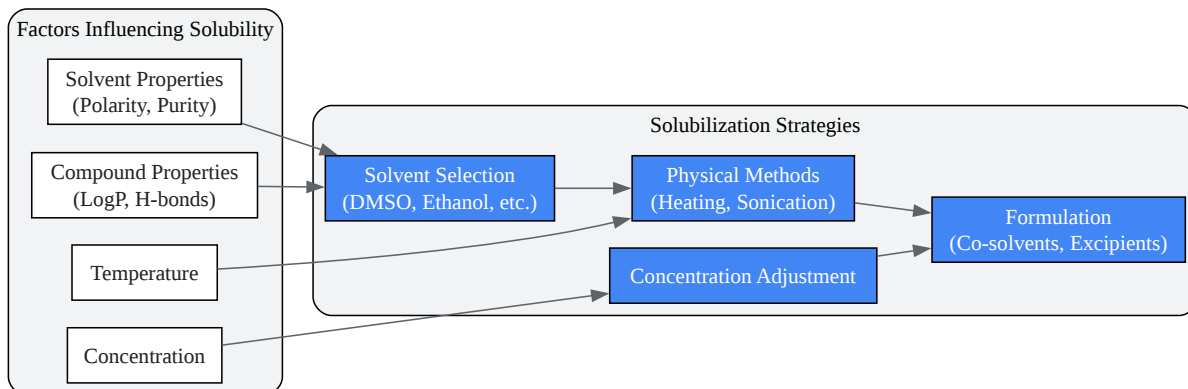 Factors Influencing Solubility
Solvent Properties
(Polarity, Purity)
Compound Properties
(LogP, H-bonds)
Temperature
Concentration
Solubilization Strategies
Solvent Selection
(DMSO, Ethanol, etc.)
Physical Methods
(Heating, Sonication)
Concentration Adjustment
Formulation
(Co-solvents, Excipients)